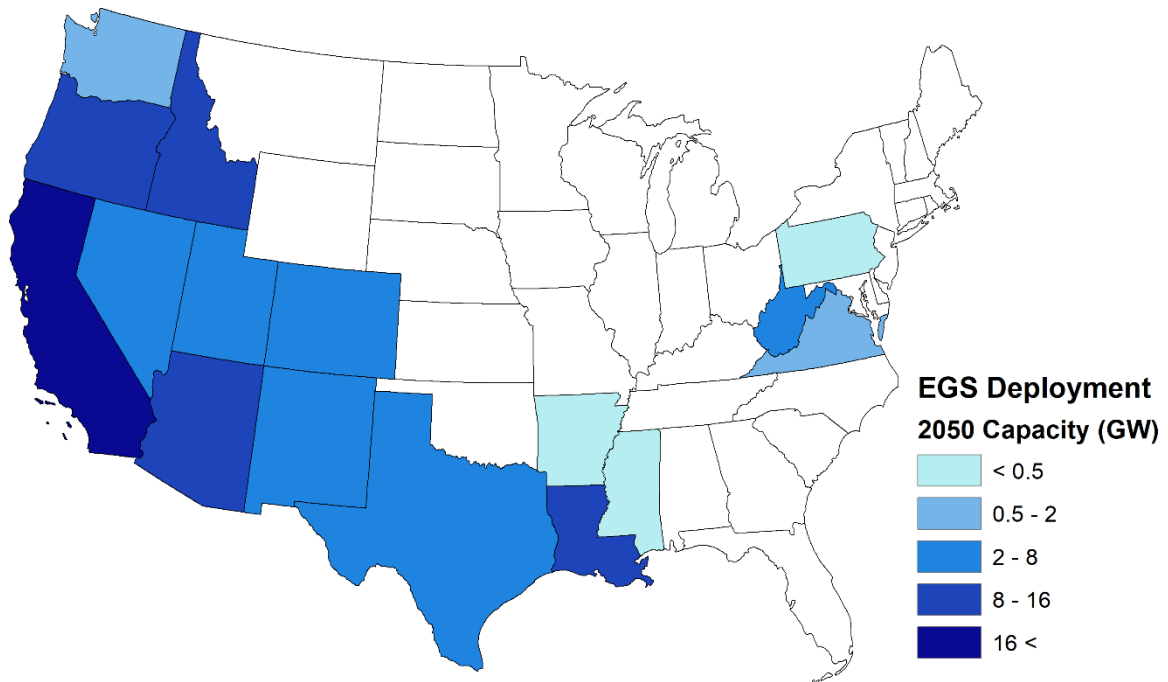 EGS Deployment
2050 Capacity (GW)
< 0.5
0.5 - 2
2 - 8
8 - 16
16 <